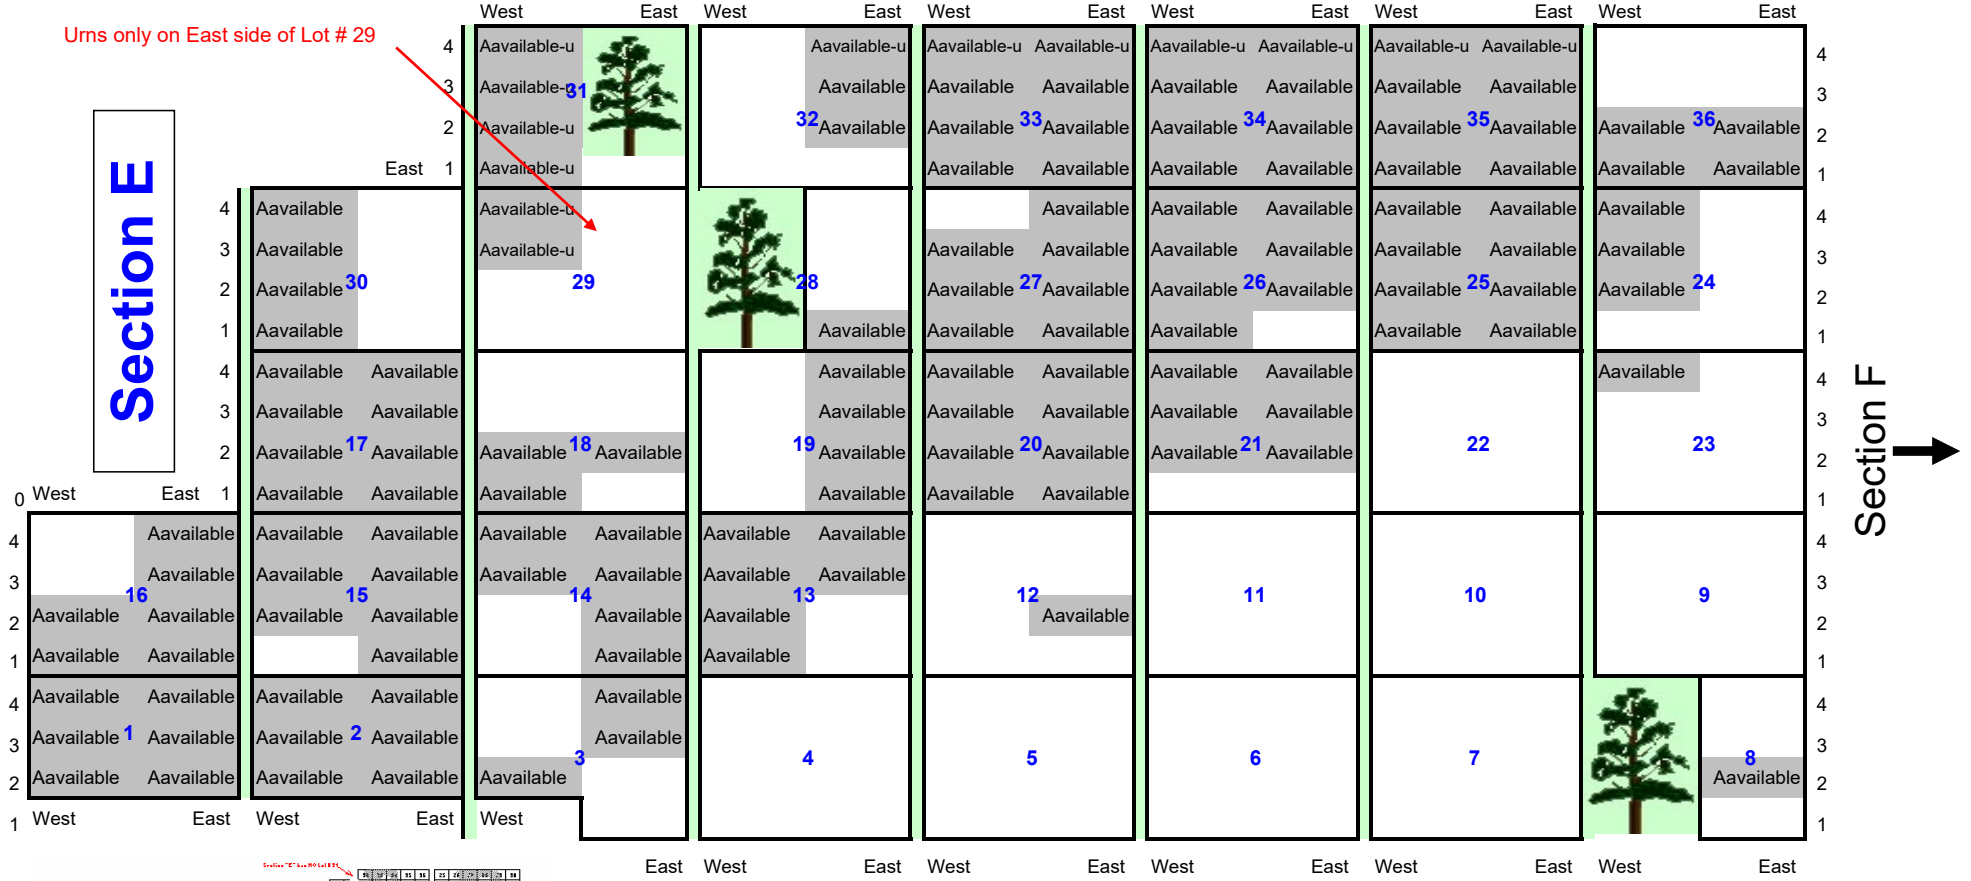 West East West East West East West East West East West East
Urns only on East side of Lot # 29
4 Aavailable-u Aavailable-u Aavailable-u Aavailable-u Aavailable-u Aavailable-u Aavailable-u Aavailable-u 4
3 Aavailable-u 31 Aavailable Aavailable Aavailable Aavailable Aavailable Aavailable Aavailable 3
2 Aavailable-u 32 Aavailable Aavailable 33 Aavailable Aavailable 34 Aavailable Aavailable 35 Aavailable Aavailable 36 Aavailable 2
East 1 Aavailable-u Aavailable Aavailable Aavailable Aavailable Aavailable Aavailable Aavailable Aavailable 1
Section E
4 Aavailable Aavailable-u Aavailable Aavailable Aavailable Aavailable Aavailable Aavailable 4
3 Aavailable Aavailable-u Aavailable Aavailable Aavailable Aavailable Aavailable Aavailable Aavailable 3
2 Aavailable 30 29 28 Aavailable 27 Aavailable Aavailable 26 Aavailable Aavailable 25 Aavailable Aavailable 24 2
1 Aavailable Aavailable Aavailable Aavailable Aavailable Aavailable Aavailable 1
4 Aavailable Aavailable Aavailable Aavailable Aavailable Aavailable Aavailable Aavailable 4
3 Aavailable Aavailable Aavailable Aavailable Aavailable Aavailable Aavailable 3
2 Aavailable 17 Aavailable Aavailable 18 Aavailable 19 Aavailable Aavailable 20 Aavailable Aavailable 21 Aavailable 22 23 2
0 West East 1 Aavailable Aavailable Aavailable Aavailable Aavailable Aavailable 1
Section F
4 Aavailable Aavailable Aavailable Aavailable Aavailable Aavailable Aavailable 4
3 Aavailable Aavailable Aavailable Aavailable Aavailable Aavailable Aavailable 3
16 15 14 13 12 11 10 9
2 Aavailable Aavailable Aavailable Aavailable Aavailable Aavailable Aavailable 2
1 Aavailable Aavailable Aavailable Aavailable Aavailable 1
4 Aavailable Aavailable Aavailable Aavailable Aavailable 4
3 Aavailable 1 Aavailable Aavailable 2 Aavailable Aavailable 3
3 4 5 6 7 8
2 Aavailable Aavailable Aavailable Aavailable Aavailable Aavailable 2
1 West East West East West 1
East West East West East West East West East West East